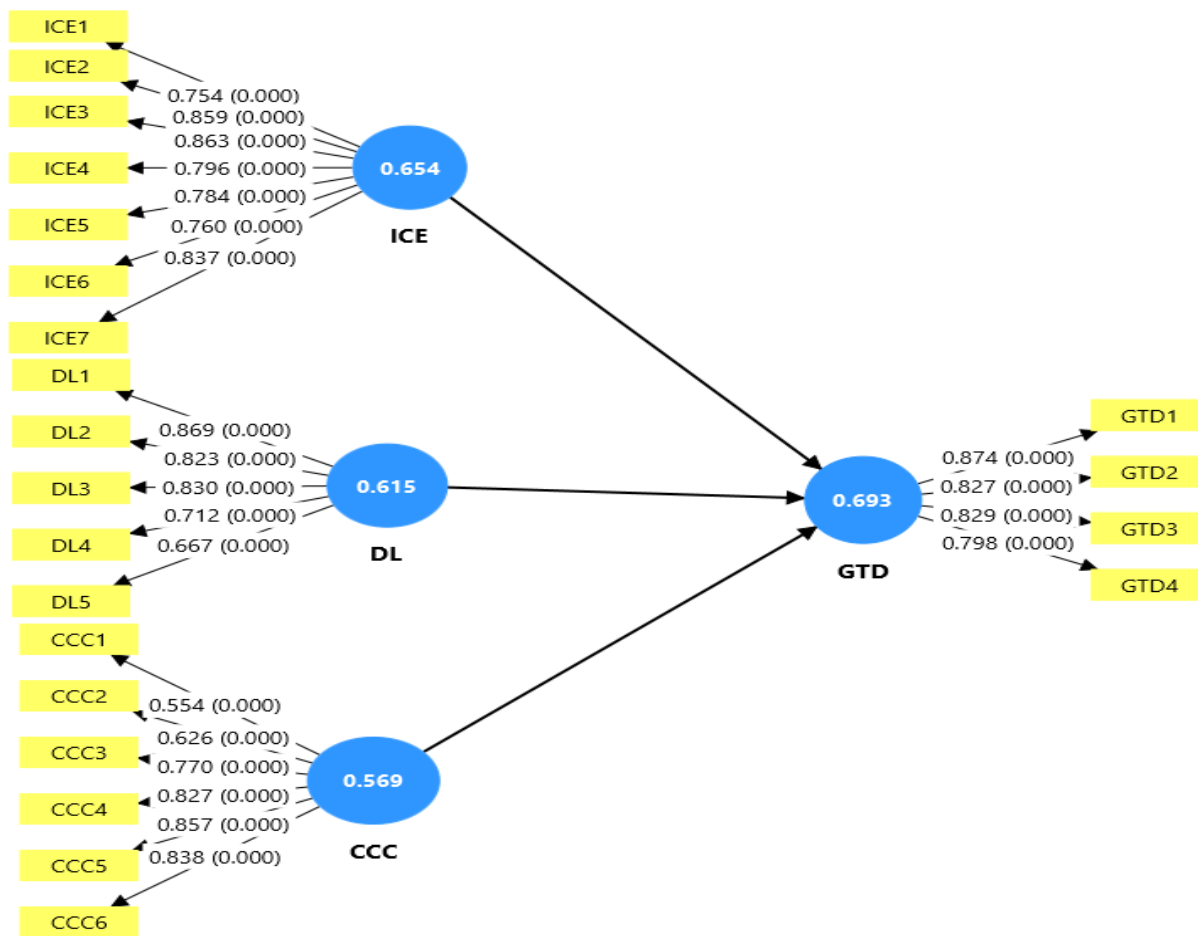 ICE1
ICE2
ICE3
ICE4
ICE5
ICE6
ICE7
0.754 (0.000)
0.859 (0.000)
0.863 (0.000)
0.796 (0.000)
0.784 (0.000)
0.760 (0.000)
0.837 (0.000)
0.654
ICE
DL1
DL2
DL3
DL4
DL5
0.869 (0.000)
0.823 (0.000)
0.830 (0.000)
0.712 (0.000)
0.667 (0.000)
0.615
DL
CCC1
CCC2
CCC3
CCC4
CCC5
CCC6
0.554 (0.000)
0.626 (0.000)
0.770 (0.000)
0.827 (0.000)
0.857 (0.000)
0.838 (0.000)
0.569
CCC
0.693
GTD
0.874 (0.000)
0.827 (0.000)
0.829 (0.000)
0.798 (0.000)
GTD1
GTD2
GTD3
GTD4